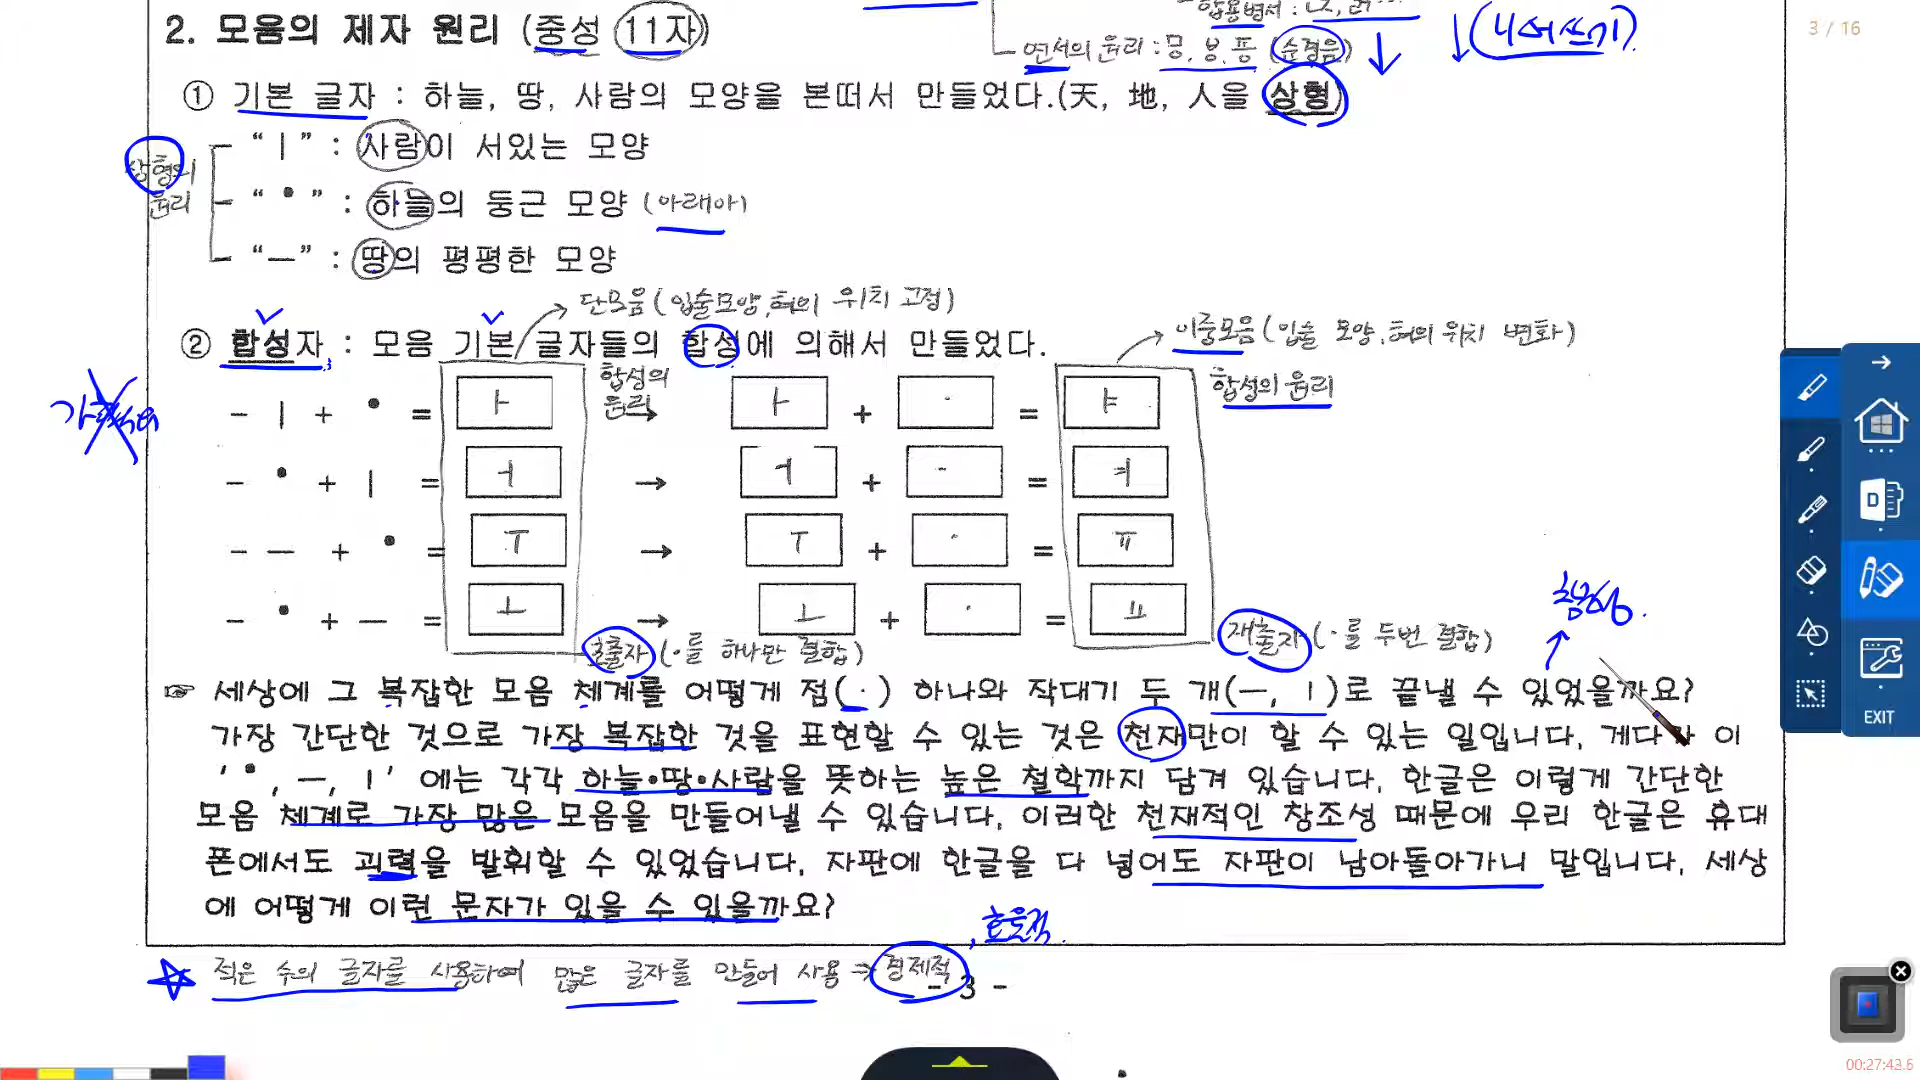 합용병서 :
3 / 16
2. 모음의 제자 원리 (중성 11자)
연서의 원리 : ㅁ, ㅸ, ㆄ (순경음)
(이어쓰기)
① 기본 글자 : 하늘, 땅, 사람의 모양을 본떠서 만들었다.(天, 地, 人을 상형)
"ㅣ" : 사람이 서있는 모양
상형의 원리
"•" : 하늘의 둥근 모양 (아래아)
"ㅡ" : 땅의 평평한 모양
단모음 (입술모양, 혀의 위치 고정)
이중모음 (입술 모양, 혀의 위치 변화)
② 합성자 : 모음 기본 글자들의 합성에 의해서 만들었다.
합성의 원리
합성의 원리
- ㅣ + • = ㅏ → ㅏ + · = ㅑ
- • + ㅣ = ㅓ → ㅓ + · = ㅕ
- ㅡ + • = ㅜ → ㅜ + · = ㅠ
- • + ㅡ = ㅗ → ㅗ + · = ㅛ
초출자 (·를 하나만 결합)
재출자 (·를 두번 결합)
☞ 세상에 그 복잡한 모음 체계를 어떻게 점( · ) 하나와 작대기 두 개(ㅡ, ㅣ)로 끝낼 수 있었을까요?
가장 간단한 것으로 가장 복잡한 것을 표현할 수 있는 것은 천재만이 할 수 있는 일입니다. 게다가 이
'•, ㅡ, ㅣ' 에는 각각 하늘•땅•사람을 뜻하는 높은 철학까지 담겨 있습니다. 한글은 이렇게 간단한
모음 체계로 가장 많은 모음을 만들어낼 수 있습니다. 이러한 천재적인 창조성 때문에 우리 한글은 휴대
폰에서도 괴력을 발휘할 수 있었습니다. 자판에 한글을 다 넣어도 자판이 남아돌아가니 말입니다. 세상
에 어떻게 이런 문자가 있을 수 있을까요?
, 효율적.
☆ 적은 수의 글자를 사용하여 많은 글자를 만들어 사용 ⇒ 경제적
- 3 -
EXIT
00:27:43.6